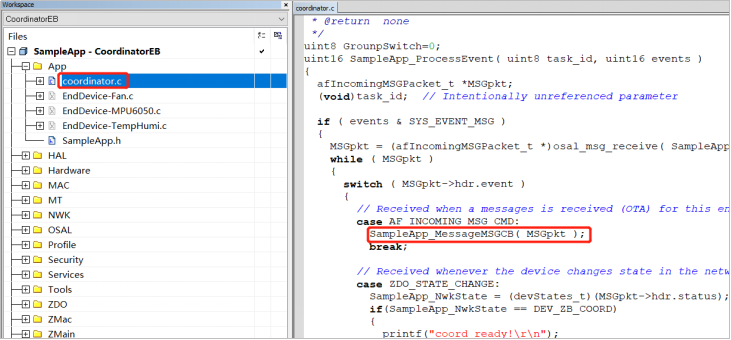 Workspace
CoordinatorEB
Files
SampleApp - CoordinatorEB
App
coordinator.c
EndDevice-Fan.c
EndDevice-MPU6050.c
EndDevice-TempHumi.c
SampleApp.h
HAL
Hardware
MAC
MT
NWK
OSAL
Profile
Security
Services
Tools
ZDO
ZMac
ZMain
coordinator.c
* @return  none
*/
uint8 GrounpSwitch=0;
uint16 SampleApp_ProcessEvent( uint8 task_id, uint16 events )
{
afIncomingMSGPacket_t *MSGpkt;
(void)task_id;  // Intentionally unreferenced parameter
if ( events & SYS_EVENT_MSG )
{
MSGpkt = (afIncomingMSGPacket_t *)osal_msg_receive( SampleApp
while ( MSGpkt )
{
switch ( MSGpkt->hdr.event )
{
// Received when a messages is received (OTA) for this en
case AF_INCOMING_MSG_CMD:
SampleApp_MessageMSGCB( MSGpkt );
break;
// Received whenever the device changes state in the netw
case ZDO_STATE_CHANGE:
SampleApp_NwkState = (devStates_t)(MSGpkt->hdr.status);
if(SampleApp_NwkState == DEV_ZB_COORD)
{
printf("coord ready!\r\n");